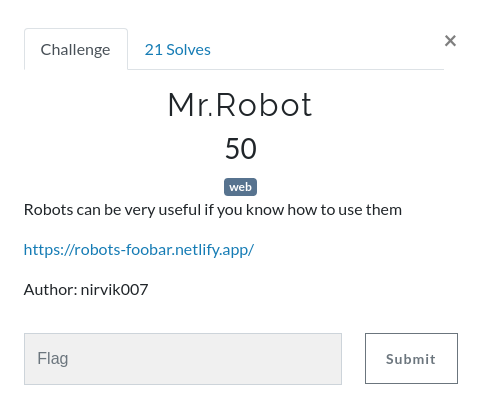 Challenge
21 Solves
×
Mr.Robot
50
web
Robots can be very useful if you know how to use them
https://robots-foobar.netlify.app/
Author: nirvik007
Flag
Submit